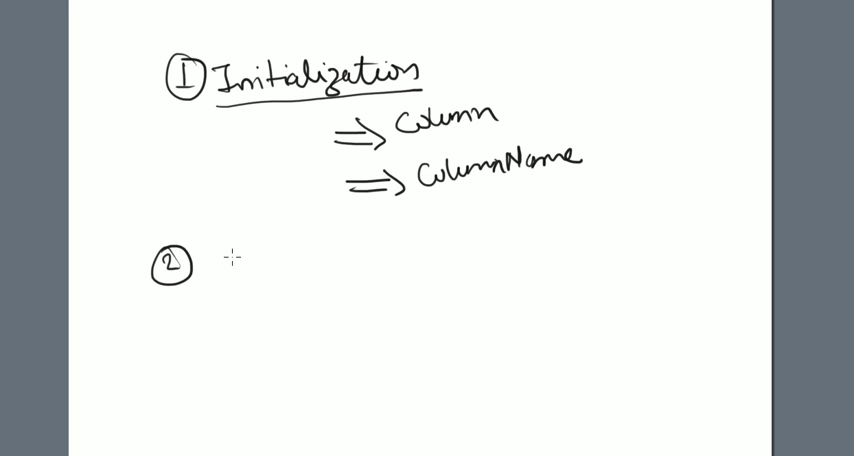 ① Initialization
⇒ Column
⇒ ColumnName
②